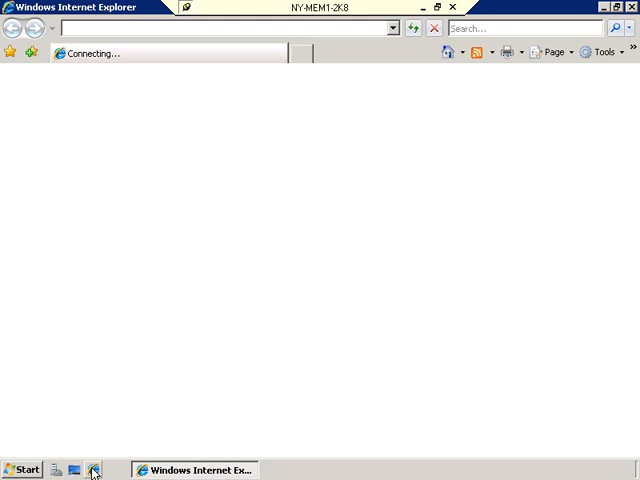 Windows Internet Explorer
NY-MEM1-2K8
Search...
Connecting...
Page
Tools
Start
Windows Internet Ex...